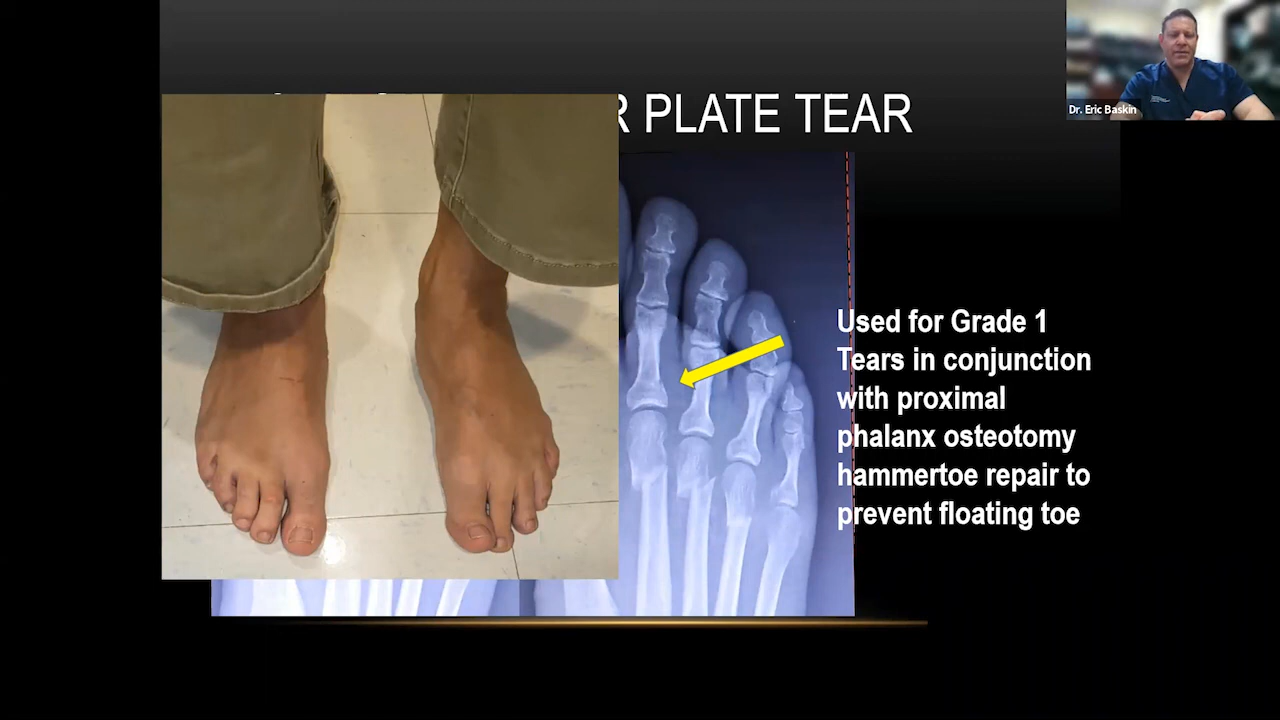 Dr. Eric Baskin
PLATE TEAR
Used for Grade 1
Tears in conjunction
with proximal
phalanx osteotomy
hammertoe repair to
prevent floating toe